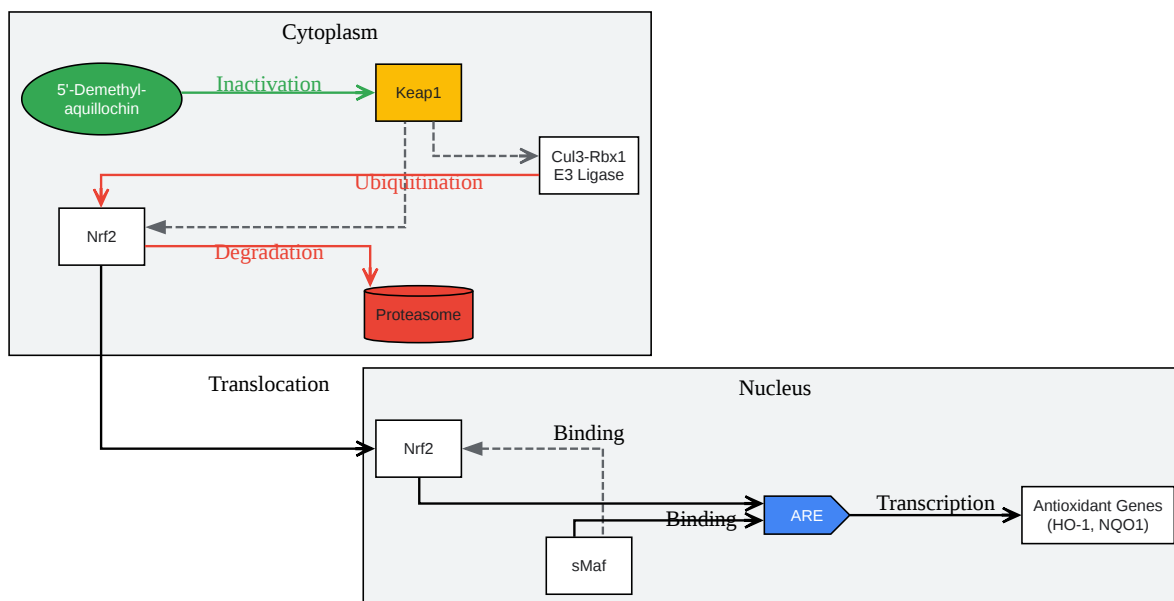 Cytoplasm
5'-Demethyl-
aquillochin
Inactivation
Keap1
Cul3-Rbx1
E3 Ligase
Ubiquitination
Nrf2
Degradation
Proteasome
Translocation
Nucleus
Nrf2
Binding
Binding
ARE
Transcription
Antioxidant Genes
(HO-1, NQO1)
sMaf